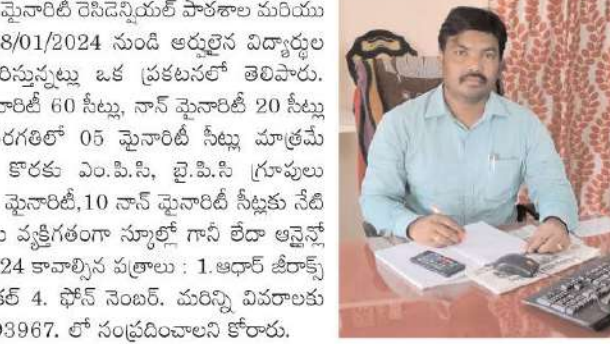 మైనారిటి రెసిడెన్షియల్ పాఠశాల మరియు
8/01/2024 నుండి అర్హులైన విద్యార్థుల
రిస్తున్నట్లు ఒక ప్రకటనలో తెలిపారు.
నారిటీ 60 సీట్లు, నాన్ మైనారిటీ 20 సీట్లు
రగతిలో 05 మైనారిటీ సీట్లు మాత్రమే
కొరకు ఎం.పి.సి, బై.పి.సి గ్రూపులు
మైనారిటీ,10 నాన్ మైనారిటీ సీట్లకు నేటి
వ్యక్తిగతంగా స్కూల్లో గానీ లేదా ఆన్లైన్లో
24 కావాల్సిన పత్రాలు : 1.ఆధార్ జీరాక్స్
కల్ 4. ఫోన్ నెంబర్. మరిన్ని వివరాలకు
93967. లో సంప్రదించాలని కోరారు.